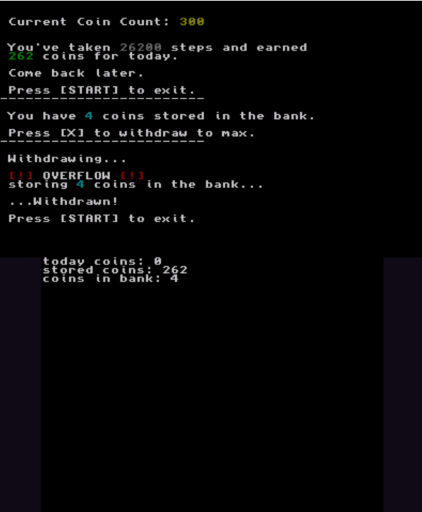 Current Coin Count: 300
You've taken 26200 steps and earned
262 coins for today.
Come back later.
Press [START] to exit.
------------------------
You have 4 coins stored in the bank.
Press [X] to withdraw to max.
------------------------
Withdrawing...
[!] OVERFLOW [!]
storing 4 coins in the bank...
...Withdrawn!
Press [START] to exit.
today coins: 0
stored coins: 262
coins in bank: 4